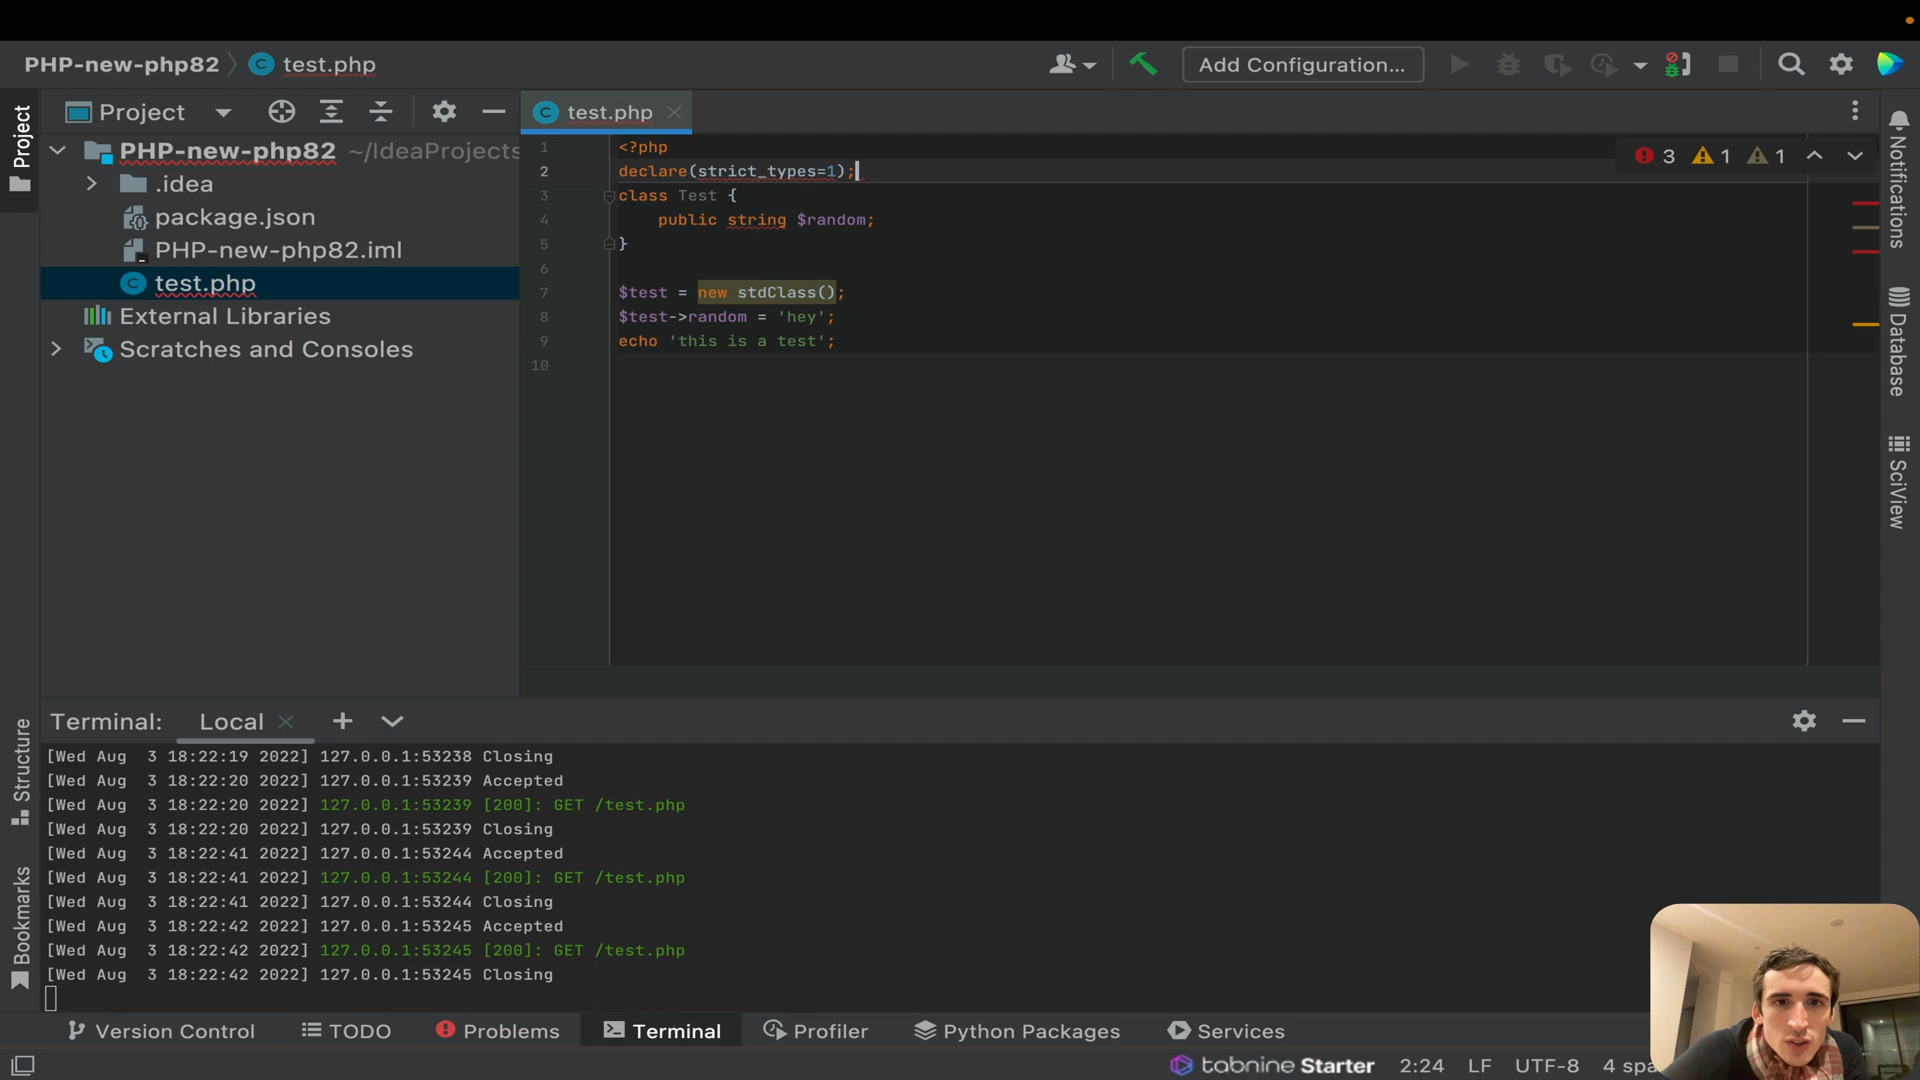 PHP-new-php82 test.php
Add Configuration...
Project
Project
test.php
Notifications
Database
SciView
PHP-new-php82 ~/IdeaProjects
.idea
package.json
PHP-new-php82.iml
test.php
External Libraries
Scratches and Consoles
1 <?php
2 declare(strict_types=1);
3 class Test {
4 public string $random;
5 }
6
7 $test = new stdClass();
8 $test->random = 'hey';
9 echo 'this is a test';
10
3 1 1
Structure
Bookmarks
Terminal: Local
[Wed Aug  3 18:22:19 2022] 127.0.0.1:53238 Closing
[Wed Aug  3 18:22:20 2022] 127.0.0.1:53239 Accepted
[Wed Aug  3 18:22:20 2022] 127.0.0.1:53239 [200]: GET /test.php
[Wed Aug  3 18:22:20 2022] 127.0.0.1:53239 Closing
[Wed Aug  3 18:22:41 2022] 127.0.0.1:53244 Accepted
[Wed Aug  3 18:22:41 2022] 127.0.0.1:53244 [200]: GET /test.php
[Wed Aug  3 18:22:41 2022] 127.0.0.1:53244 Closing
[Wed Aug  3 18:22:42 2022] 127.0.0.1:53245 Accepted
[Wed Aug  3 18:22:42 2022] 127.0.0.1:53245 [200]: GET /test.php
[Wed Aug  3 18:22:42 2022] 127.0.0.1:53245 Closing
Version Control TODO Problems Terminal Profiler Python Packages Services
tabnine Starter 2:24 LF UTF-8 4 spa